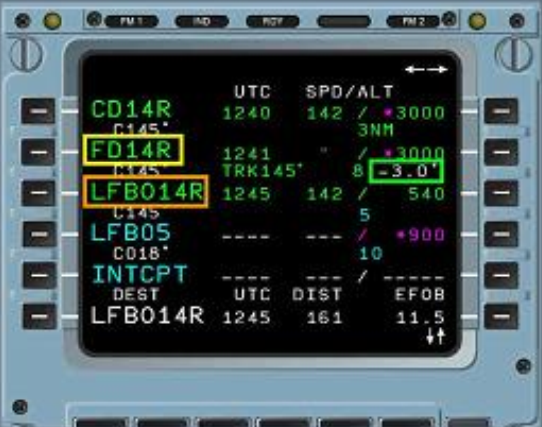 FM 1 IND RDY FM 2
←→
UTC SPD/ALT
CD14R 1240 142 / *3000
C145° 3NM
FD14R 1241 " / *3000
C145° TRK145° 8 -3.0°
LFBO14R 1245 142 / 540
C145 5
LFB05 ---- --- / *900
C018° 10
INTCPT ---- --- / -----
DEST UTC DIST EFOB
LFBO14R 1245 161 11.5
↓↑